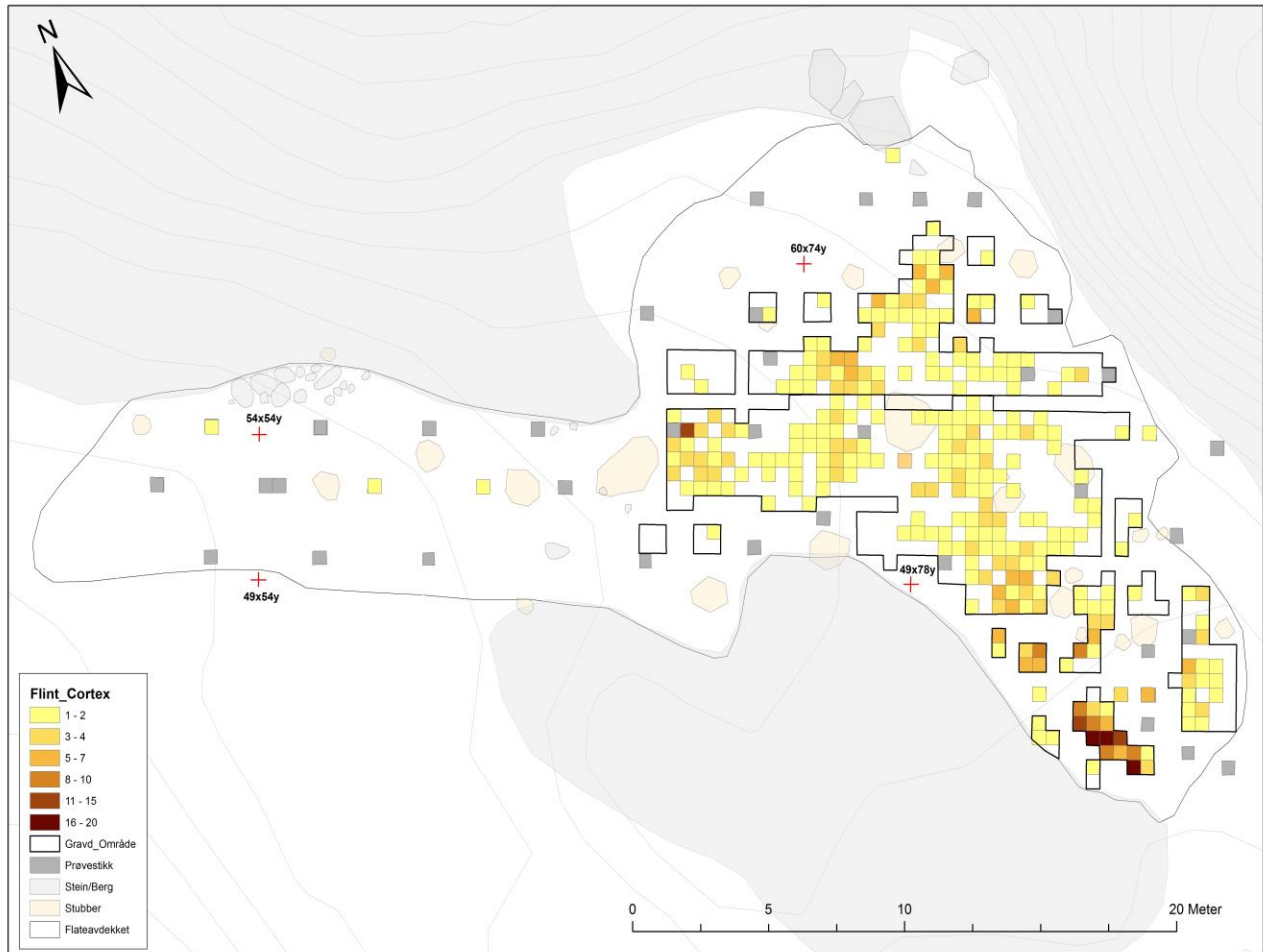 N
60x74y
54x54y
49x54y
49x78y
Flint_Cortex
1 - 2
3 - 4
5 - 7
8 - 10
11 - 15
16 - 20
Gravd_Område
Prøvestikk
Stein/Berg
Stubber
Flateavdekket
0 5 10 20 Meter